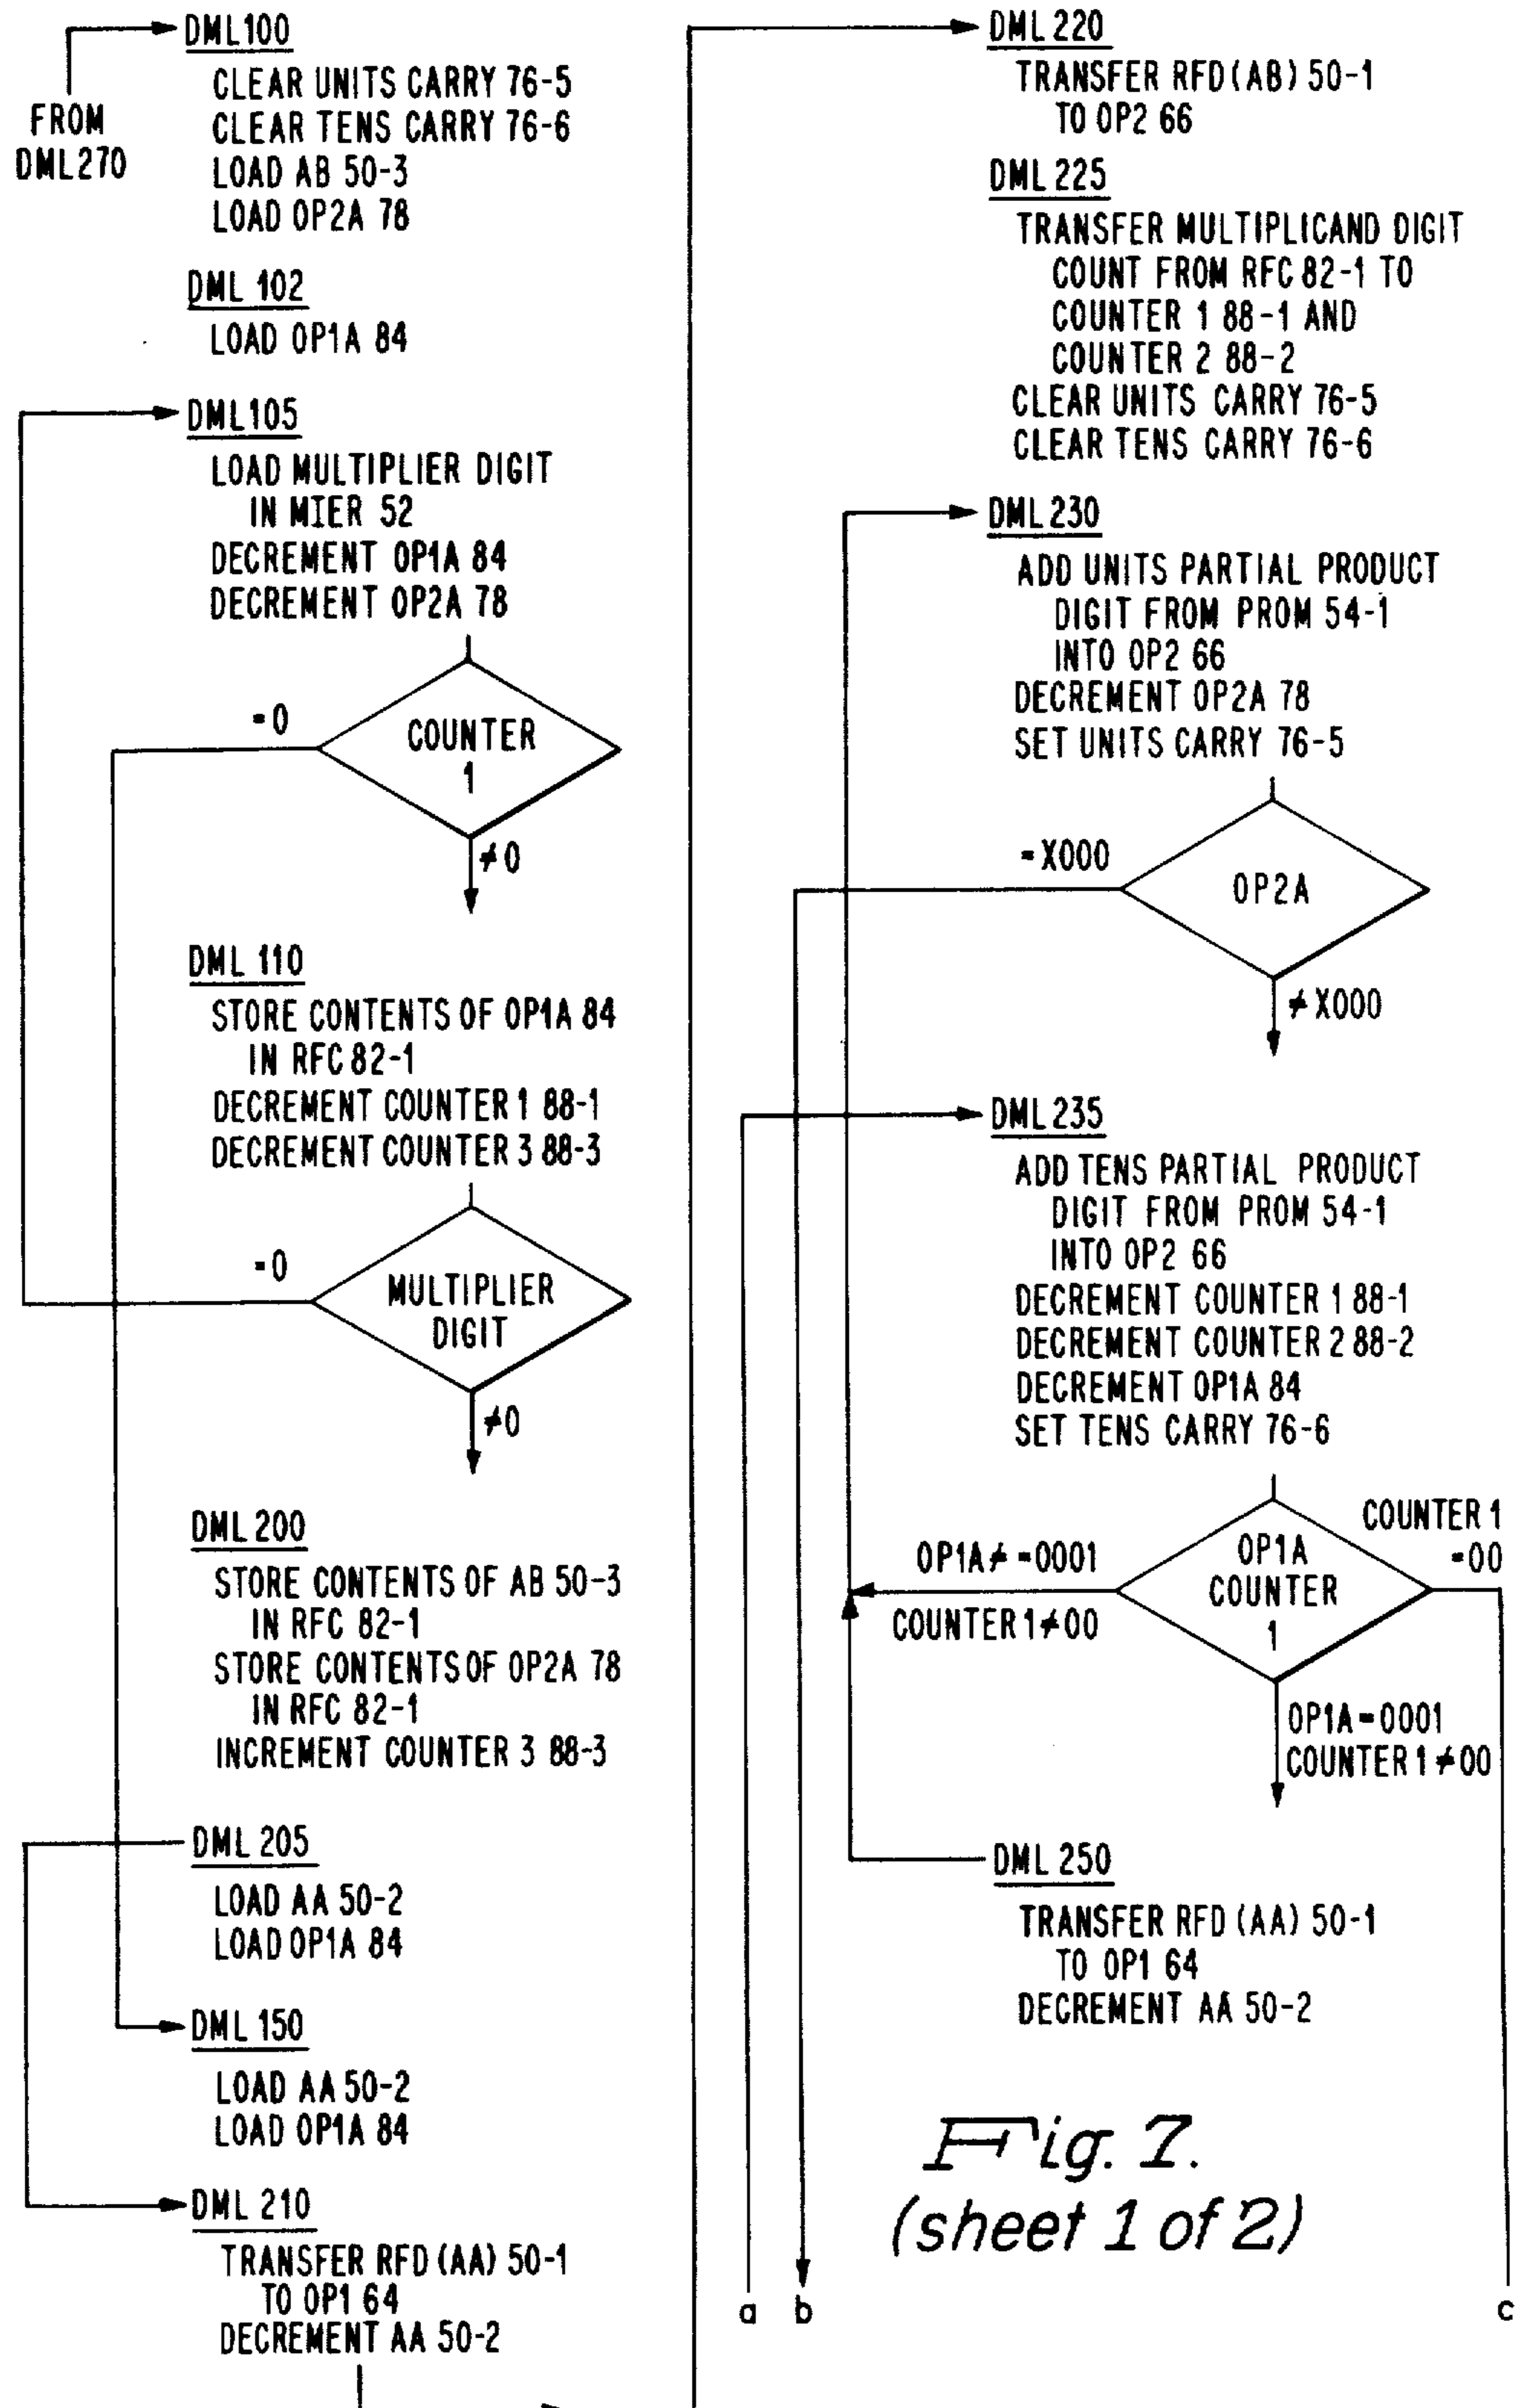 DML100
FROM
DML270
CLEAR UNITS CARRY 76-5
CLEAR TENS CARRY 76-6
LOAD AB 50-3
LOAD OP2A 78
DML 102
LOAD OP1A 84
DML105
LOAD MULTIPLIER DIGIT
IN MIER 52
DECREMENT OP1A 84
DECREMENT OP2A 78
=0
COUNTER
1
≠0
DML 110
STORE CONTENTS OF OP1A 84
IN RFC 82-1
DECREMENT COUNTER 1 88-1
DECREMENT COUNTER 3 88-3
=0
MULTIPLIER
DIGIT
≠0
DML 200
STORE CONTENTS OF AB 50-3
IN RFC 82-1
STORE CONTENTS OF OP2A 78
IN RFC 82-1
INCREMENT COUNTER 3 88-3
DML 205
LOAD AA 50-2
LOAD OP1A 84
DML 150
LOAD AA 50-2
LOAD OP1A 84
DML 210
TRANSFER RFD (AA) 50-1
TO OP1 64
DECREMENT AA 50-2
DML 220
TRANSFER RFD (AB) 50-1
TO OP2 66
DML 225
TRANSFER MULTIPLICAND DIGIT
COUNT FROM RFC 82-1 TO
COUNTER 1 88-1 AND
COUNTER 2 88-2
CLEAR UNITS CARRY 76-5
CLEAR TENS CARRY 76-6
DML 230
ADD UNITS PARTIAL PRODUCT
DIGIT FROM PROM 54-1
INTO OP2 66
DECREMENT OP2A 78
SET UNITS CARRY 76-5
=X000
OP2A
≠X000
DML 235
ADD TENS PARTIAL PRODUCT
DIGIT FROM PROM 54-1
INTO OP2 66
DECREMENT COUNTER 1 88-1
DECREMENT COUNTER 2 88-2
DECREMENT OP1A 84
SET TENS CARRY 76-6
COUNTER 1
=00
OP1A≠=0001
COUNTER 1≠00
OP1A
COUNTER
1
OP1A=0001
COUNTER 1≠00
DML 250
TRANSFER RFD (AA) 50-1
TO OP1 64
DECREMENT AA 50-2
Fig. 7.
(sheet 1 of 2)
a b c